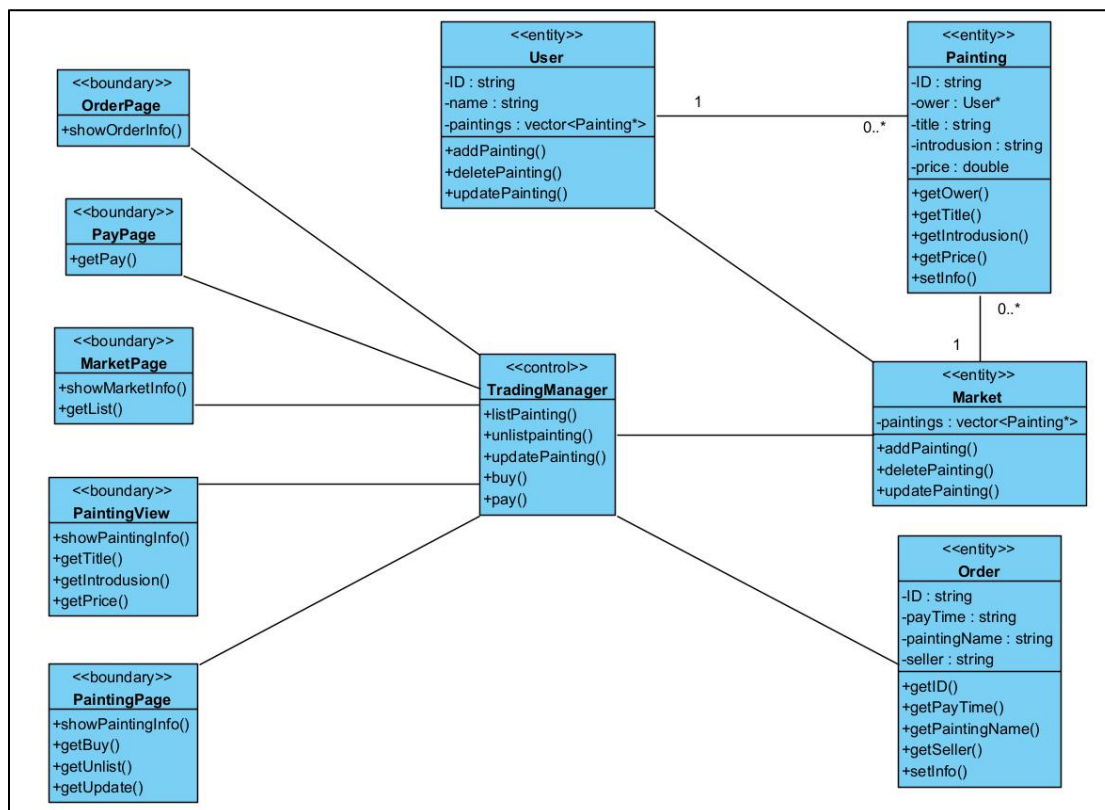 <<boundary>>
OrderPage
+showOrderInfo()
<<boundary>>
PayPage
+getPay()
<<boundary>>
MarketPage
+showMarketInfo()
+getList()
<<boundary>>
PaintingView
+showPaintingInfo()
+getTitle()
+getIntrodusion()
+getPrice()
<<boundary>>
PaintingPage
+showPaintingInfo()
+getBuy()
+getUnlist()
+getUpdate()
<<control>>
TradingManager
+listPainting()
+unlistpainting()
+updatePainting()
+buy()
+pay()
<<entity>>
User
-ID : string
-name : string
-paintings : vector<Painting*>
+addPainting()
+deletePainting()
+updatePainting()
1
0..*
<<entity>>
Painting
-ID : string
-ower : User*
-title : string
-introdusion : string
-price : double
+getOwer()
+getTitle()
+getIntrodusion()
+getPrice()
+setInfo()
0..*
1
<<entity>>
Market
-paintings : vector<Painting*>
+addPainting()
+deletePainting()
+updatePainting()
<<entity>>
Order
-ID : string
-payTime : string
-paintingName : string
-seller : string
+getID()
+getPayTime()
+getPaintingName()
+getSeller()
+setInfo()